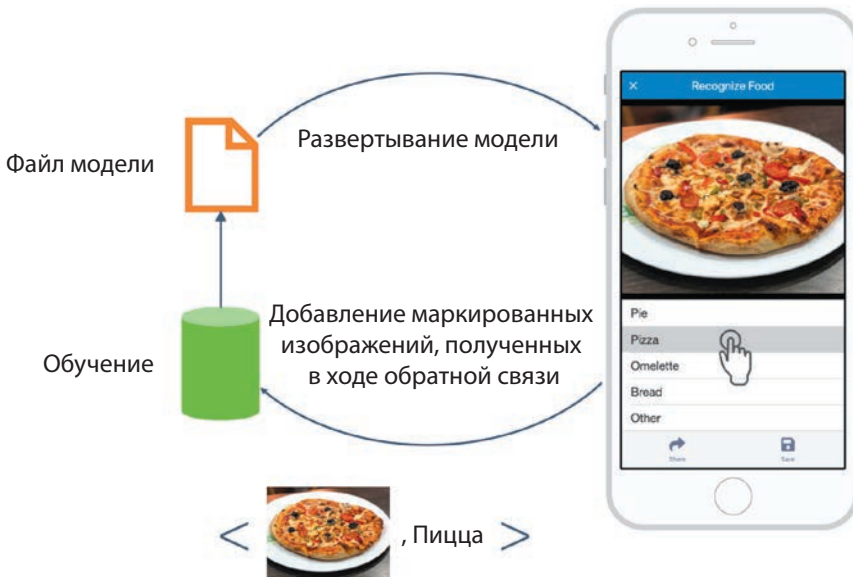 Файл модели
Развертывание модели
Обучение
Добавление маркированных
изображений, полученных
в ходе обратной связи
< , Пицца >
× Recognize Food
Pie
Pizza
Omelette
Bread
Other
Share Save